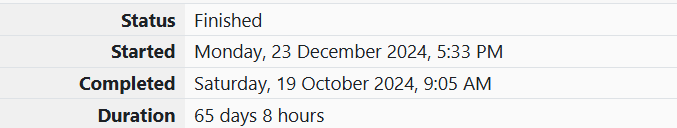 Status Finished
Started Monday, 23 December 2024, 5:33 PM
Completed Saturday, 19 October 2024, 9:05 AM
Duration 65 days 8 hours